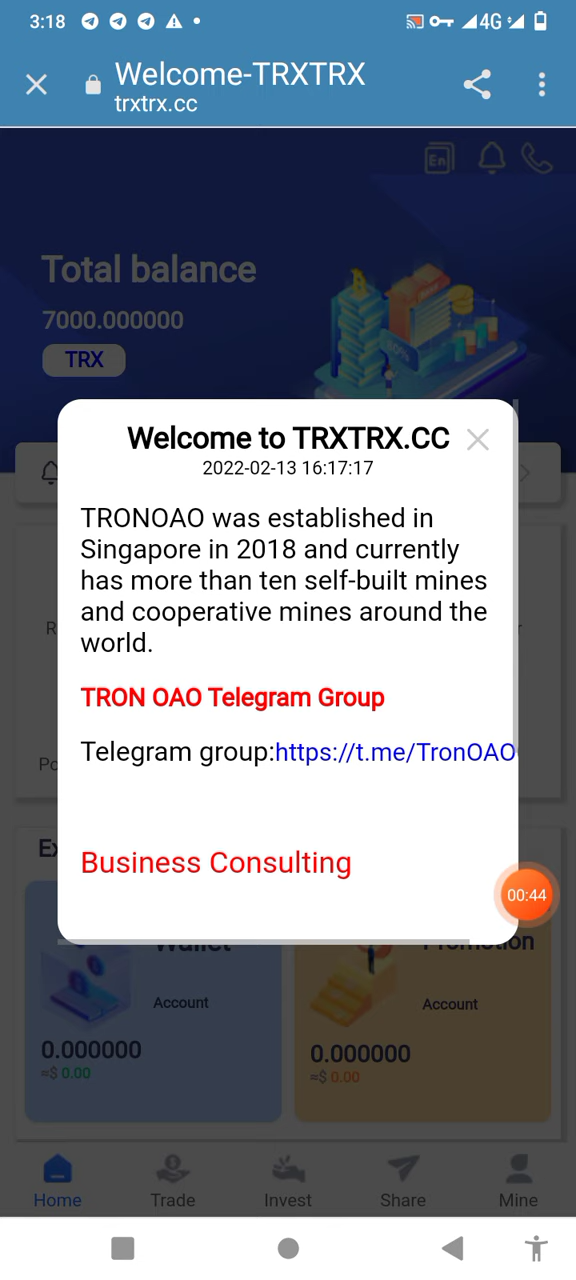 3:18
4G
Welcome-TRXTRX
trxtrx.cc
En
Total balance
7000.000000
TRX
Welcome to TRXTRX.CC
2022-02-13 16:17:17
TRONOAO was established in
Singapore in 2018 and currently
has more than ten self-built mines
and cooperative mines around the
world.
TRON OAO Telegram Group
Telegram group:https://t.me/TronOAO
Business Consulting
00:44
Wallet
Account
0.000000
≈$ 0.00
Promotion
Account
0.000000
≈$ 0.00
Home
Trade
Invest
Share
Mine